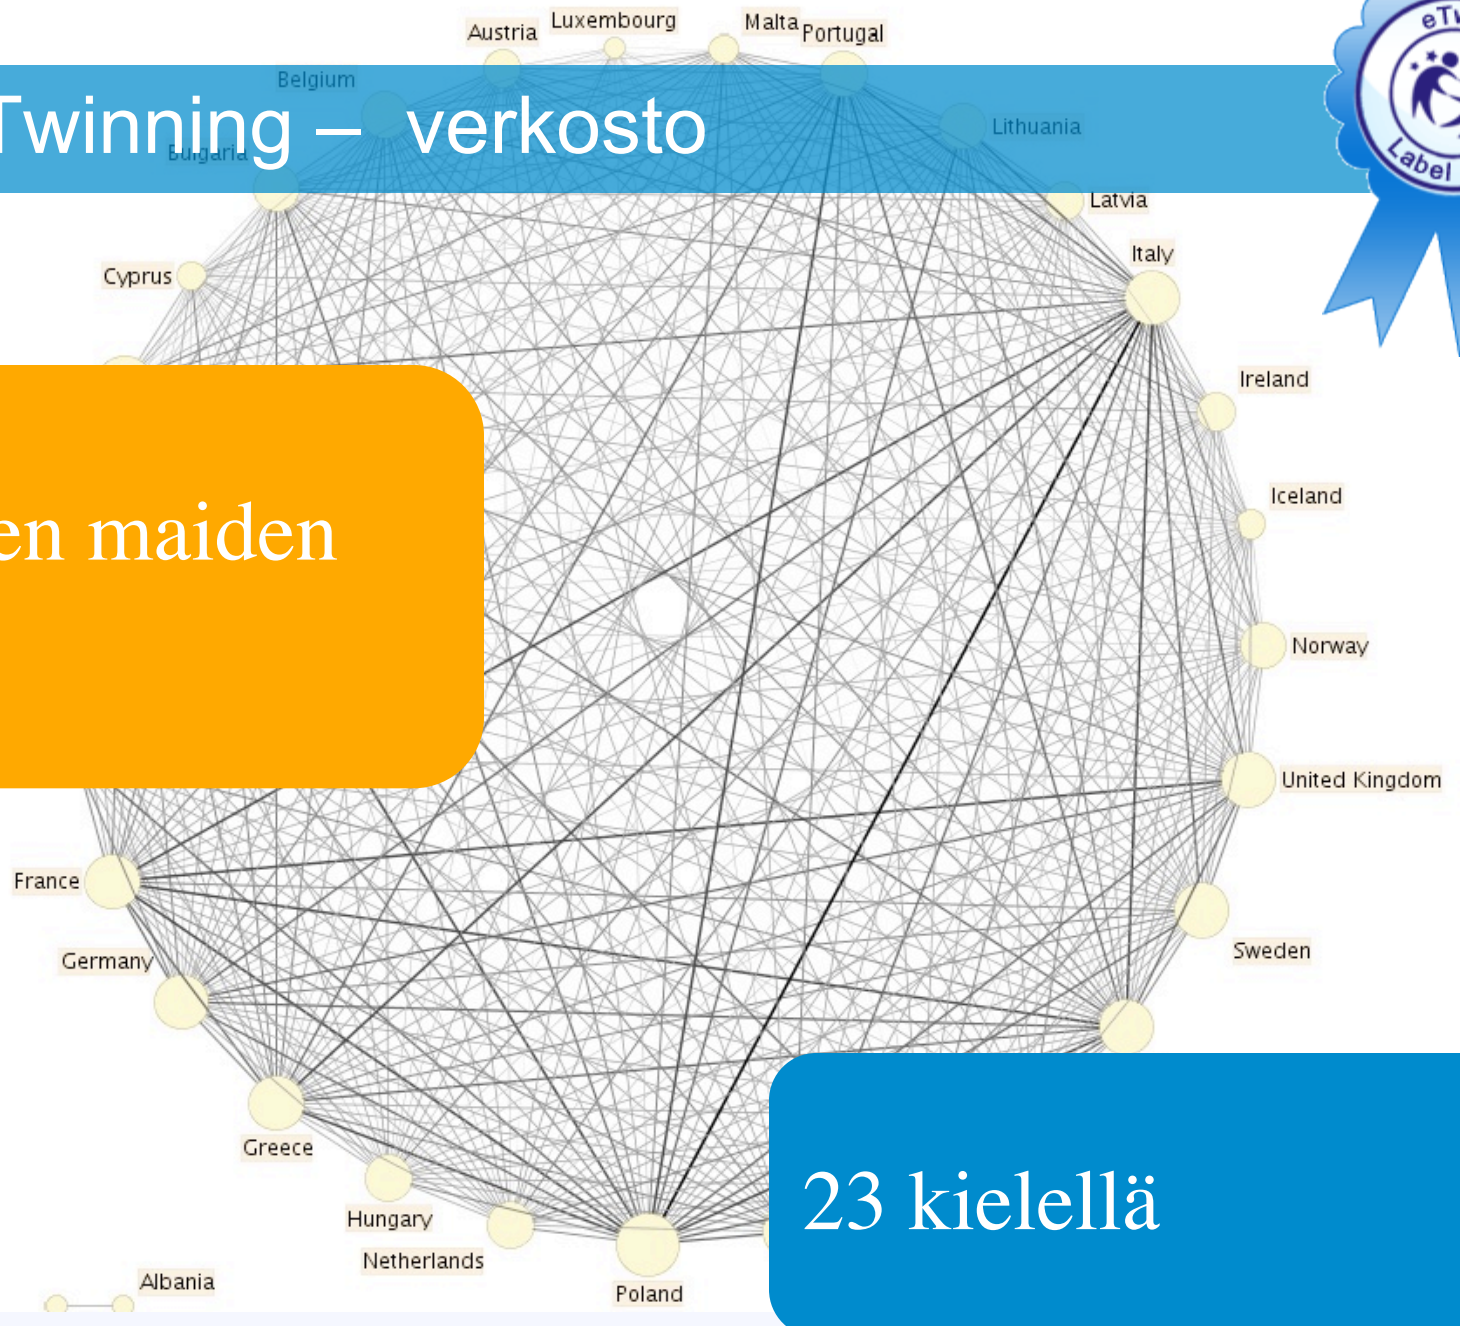 Luxembourg
Malta
Austria
Portugal
Belgium
Twinning – verkosto
Lithuania
Bulgaria
Label
Latvia
Italy
Cyprus
Ireland
Iceland
en maiden
Norway
United Kingdom
France
Sweden
Germany
Greece
23 kielellä
Hungary
Netherlands
Albania
Poland